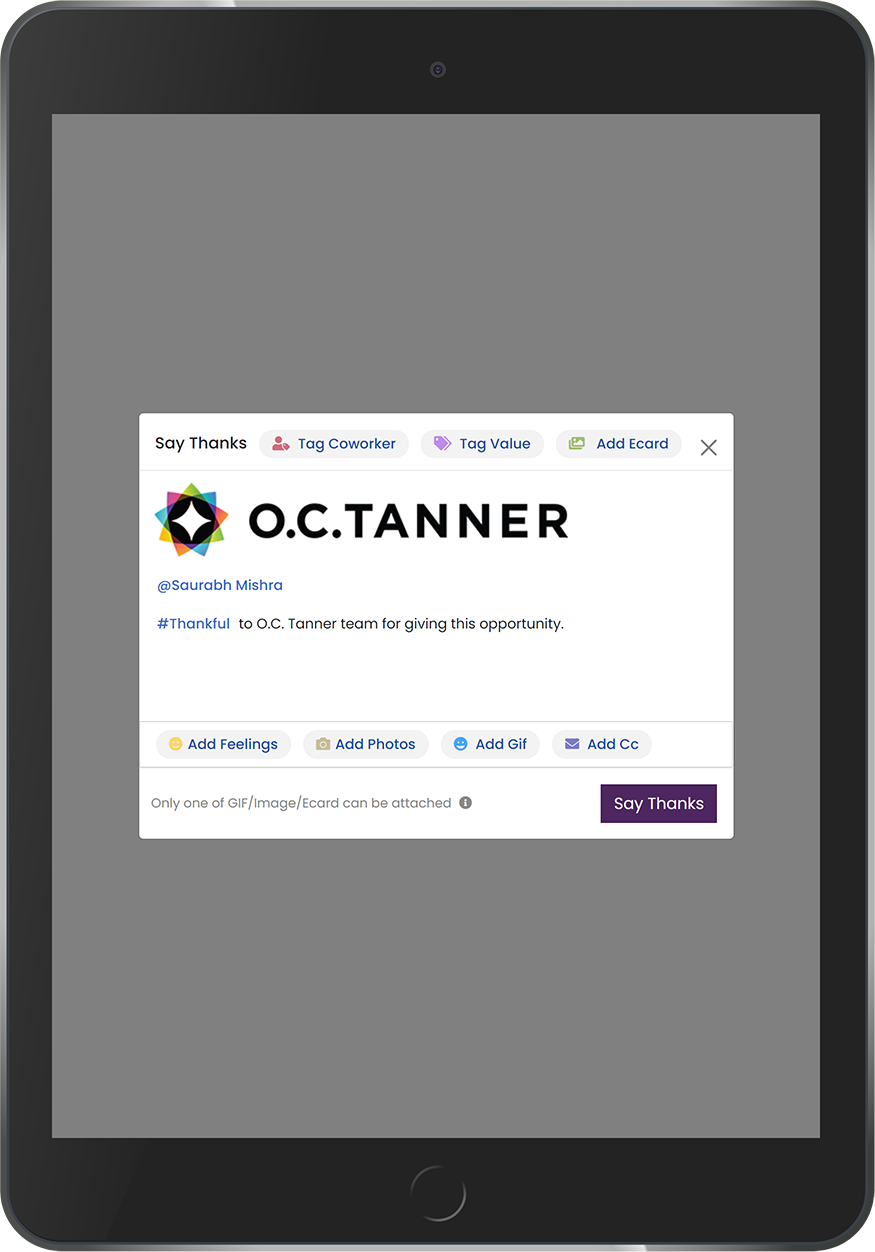 Say Thanks Tag Coworker Tag Value Add Ecard
O.C.TANNER
@Saurabh Mishra
#Thankful to O.C. Tanner team for giving this opportunity.
Add Feelings Add Photos Add Gif Add Cc
Only one of GIF/Image/Ecard can be attached Say Thanks